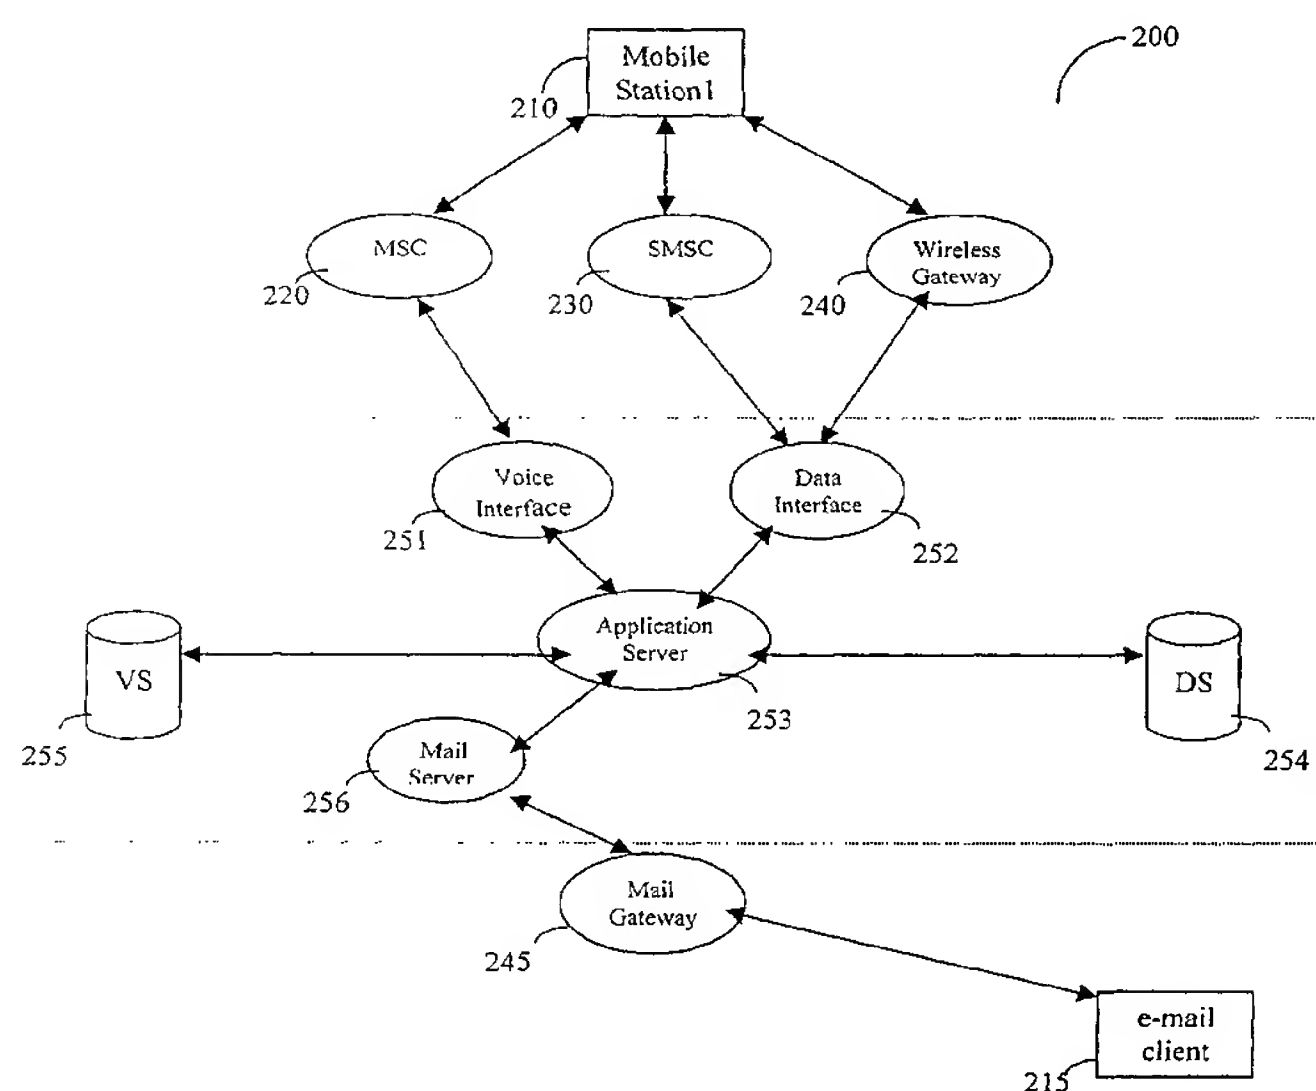 200
Mobile
Station1
210
MSC
SMSC
Wireless
Gateway
220
230
240
Voice
Interface
Data
Interface
251
252
Application
Server
VS
DS
253
255
254
Mail
Server
256
Mail
Gateway
245
e-mail
client
215